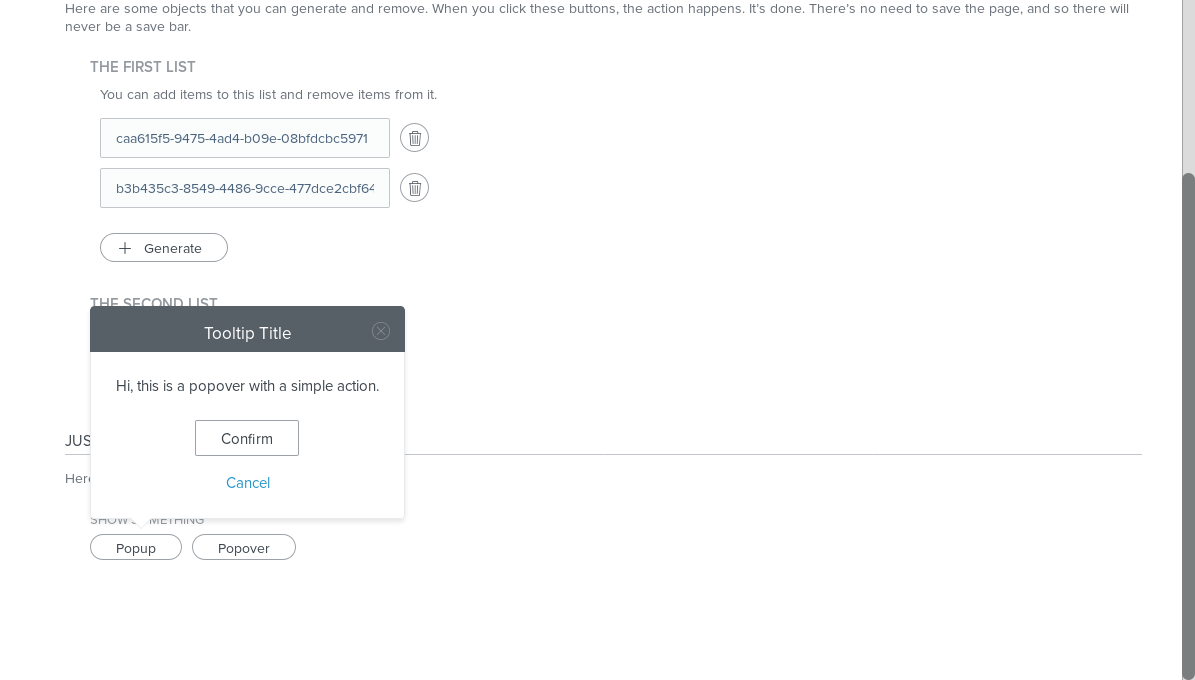 Here are some objects that you can generate and remove. When you click these buttons, the action happens. It's done. There's no need to save the page, and so there will
never be a save bar.
THE FIRST LIST
You can add items to this list and remove items from it.
caa615f5-9475-4ad4-b09e-08bfdcbc5971
b3b435c3-8549-4486-9cce-477dce2cbf64
Generate
THE SECOND LIST
Tooltip Title
Hi, this is a popover with a simple action.
Confirm
Cancel
JUS
Here
SHOW SOMETHING
Popup
Popover